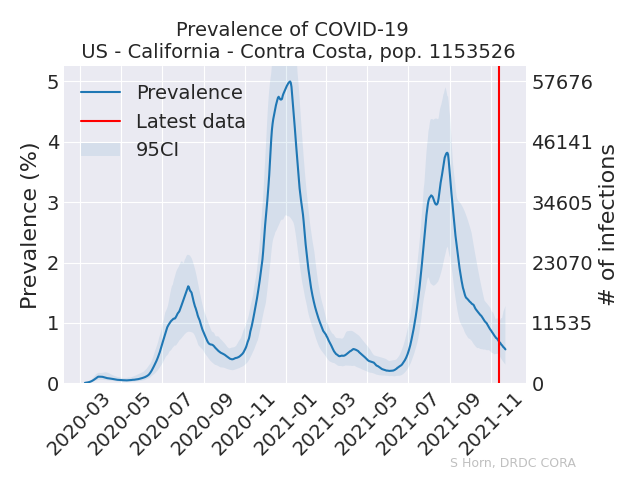 Prevalence of COVID-19
US - California - Contra Costa, pop. 1153526
Prevalence
Latest data
95CI
Prevalence (%)
5
4
3
2
1
0
57676
46141
34605
23070
11535
0
# of infections
2020-03
2020-05
2020-07
2020-09
2020-11
2021-01
2021-03
2021-05
2021-07
2021-09
2021-11
S Horn, DRDC CORA